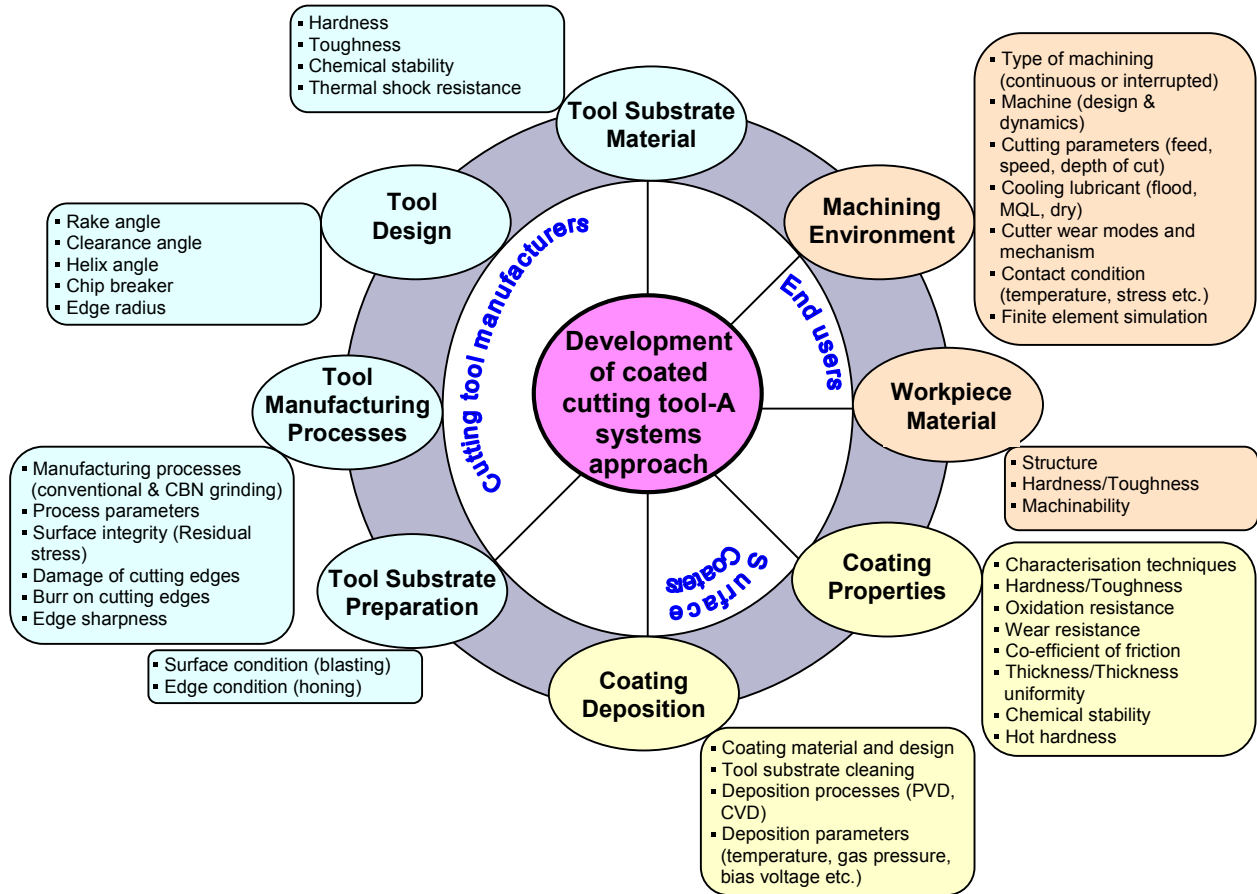 ▪ Hardness
▪ Toughness
▪ Chemical stability
▪ Thermal shock resistance
Tool Substrate
Material
▪ Type of machining
(continuous or interrupted)
▪ Machine (design &
dynamics)
▪ Cutting parameters (feed,
speed, depth of cut)
▪ Cooling lubricant (flood,
MQL, dry)
▪ Cutter wear modes and
mechanism
▪ Contact condition
(temperature, stress etc.)
▪ Finite element simulation
Machining
Environment
Tool
Design
▪ Rake angle
▪ Clearance angle
▪ Helix angle
▪ Chip breaker
▪ Edge radius
Cutting tool manufacturers
End users
Development
of coated
cutting tool-A
systems
approach
Tool
Manufacturing
Processes
▪ Manufacturing processes
(conventional & CBN grinding)
▪ Process parameters
▪ Surface integrity (Residual
stress)
▪ Damage of cutting edges
▪ Burr on cutting edges
▪ Edge sharpness
Workpiece
Material
▪ Structure
▪ Hardness/Toughness
▪ Machinability
Tool Substrate
Preparation
▪ Surface condition (blasting)
▪ Edge condition (honing)
Surface
Coaters
Coating
Properties
▪ Characterisation techniques
▪ Hardness/Toughness
▪ Oxidation resistance
▪ Wear resistance
▪ Co-efficient of friction
▪ Thickness/Thickness
uniformity
▪ Chemical stability
▪ Hot hardness
Coating
Deposition
▪ Coating material and design
▪ Tool substrate cleaning
▪ Deposition processes (PVD,
CVD)
▪ Deposition parameters
(temperature, gas pressure,
bias voltage etc.)